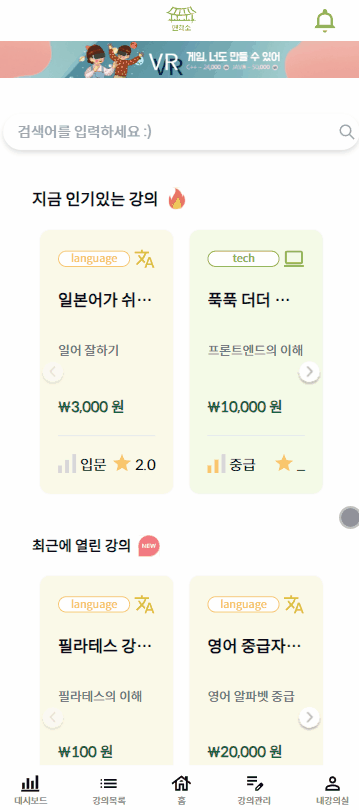 연각소
VR 게임, 너도 만들 수 있어
검색어를 입력하세요 :)
지금 인기있는 강의
language
tech
일본어가 쉬…
푹푹 더더 …
일어 잘하기
프론트엔드의 이해
₩3,000 원
₩10,000 원
입문 2.0
중급 _
최근에 열린 강의 NEW
language
language
필라테스 강…
영어 중급자…
필라테스의 이해
영어 알파벳 중급
₩100 원
₩20,000 원
대시보드
강의목록
홈
강의관리
내강의실